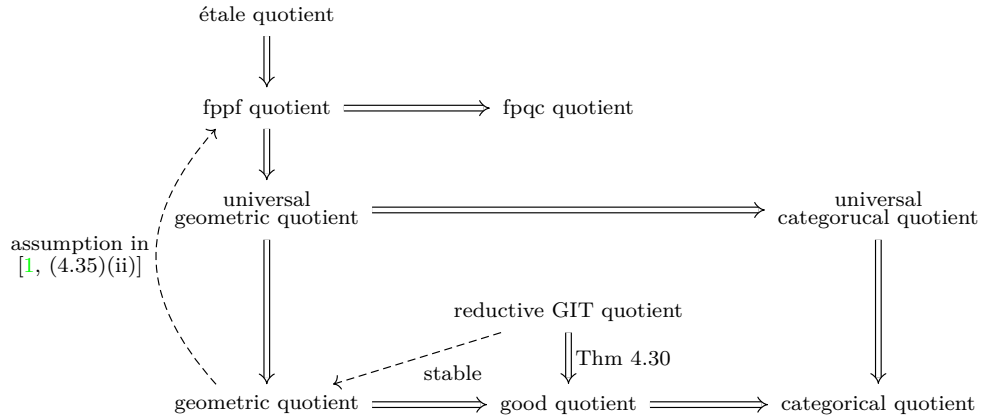 étale quotient
fppf quotient
fpqc quotient
universal
geometric quotient
universal
categorucal quotient
assumption in
[1, (4.35)(ii)]
reductive GIT quotient
Thm 4.30
stable
geometric quotient
good quotient
categorical quotient